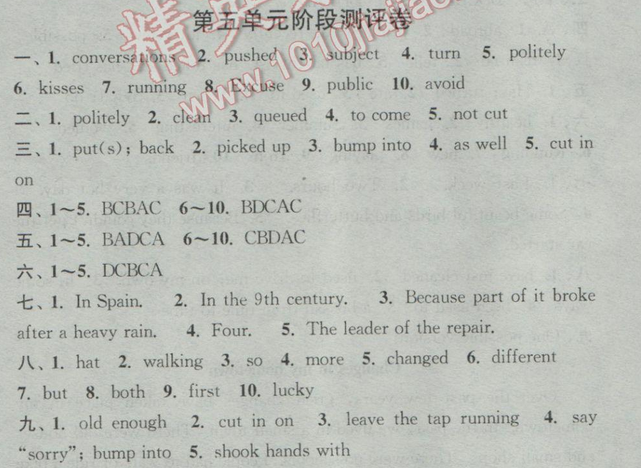 第五单元阶段测评卷
一、1. conversations 2. pushed 3. subject 4. turn 5. politely
6. kisses 7. running 8. Excuse 9. public 10. avoid
二、1. politely 2. clean 3. queued 4. to come 5. not cut
三、1. put(s); back 2. picked up 3. bump into 4. as well 5. cut in
on
四、1～5. BCBAC 6～10. BDCAC
五、1～5. BADCA 6～10. CBDAC
六、1～5. DCBCA
七、1. In Spain. 2. In the 9th century. 3. Because part of it broke
after a heavy rain. 4. Four. 5. The leader of the repair.
八、1. hat 2. walking 3. so 4. more 5. changed 6. different
7. but 8. both 9. first 10. lucky
九、1. old enough 2. cut in on 3. leave the tap running 4. say
“sorry”; bump into 5. shook hands with